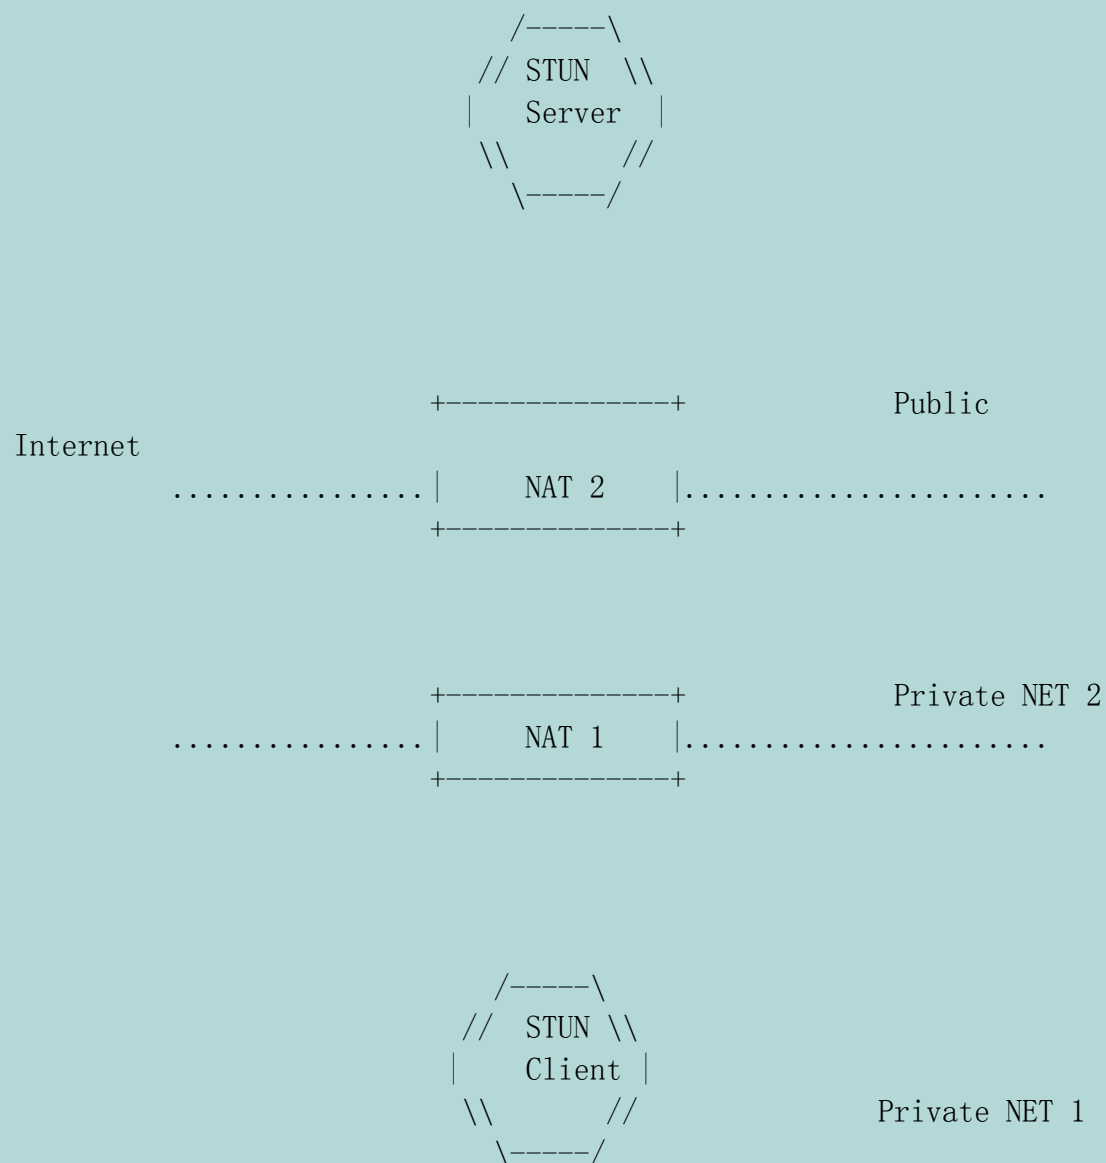 /-----\
// STUN \\
| Server |
\\ //
\-----/
+--------------+ Public
Internet
................| NAT 2 |.......................
+--------------+
+--------------+ Private NET 2
................| NAT 1 |.......................
+--------------+
/-----\
// STUN \\
| Client |
\\ // Private NET 1
\-----/